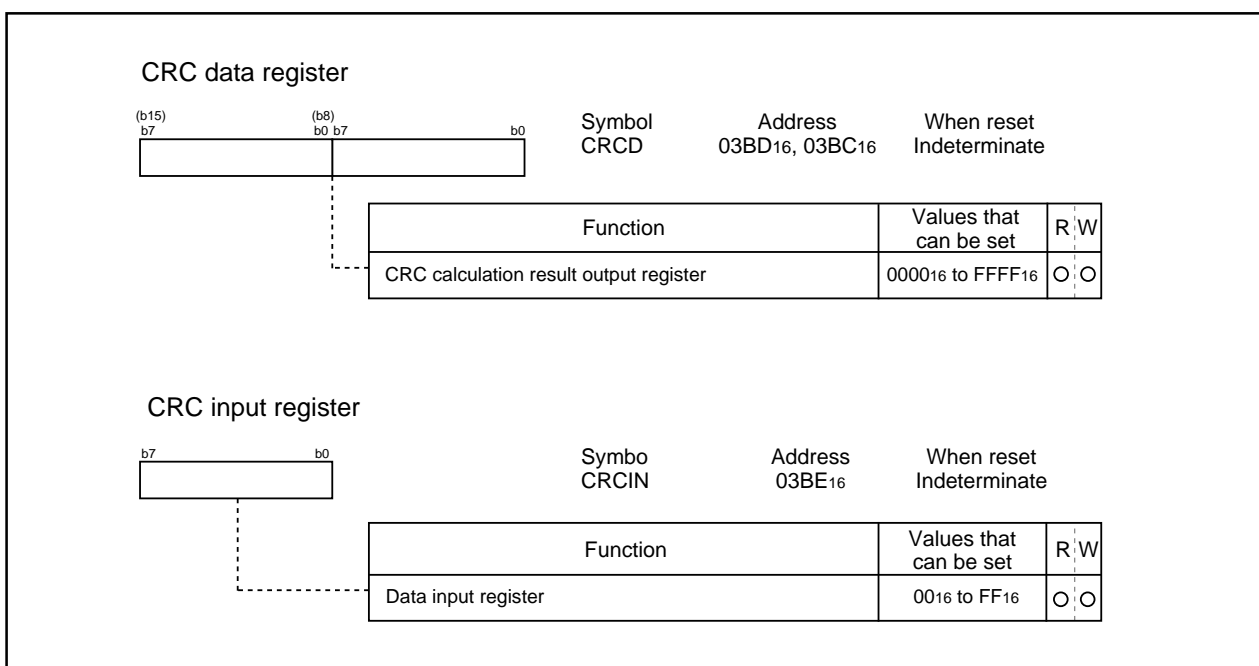 CRC data register
(b15) (b8)
b7 b0 b7 b0
Symbol Address When reset
CRCD 03BD16, 03BC16 Indeterminate
Function Values that can be set R W
CRC calculation result output register 000016 to FFFF16 O O
CRC input register
b7 b0
Symbo Address When reset
CRCIN 03BE16 Indeterminate
Function Values that can be set R W
Data input register 0016 to FF16 O O